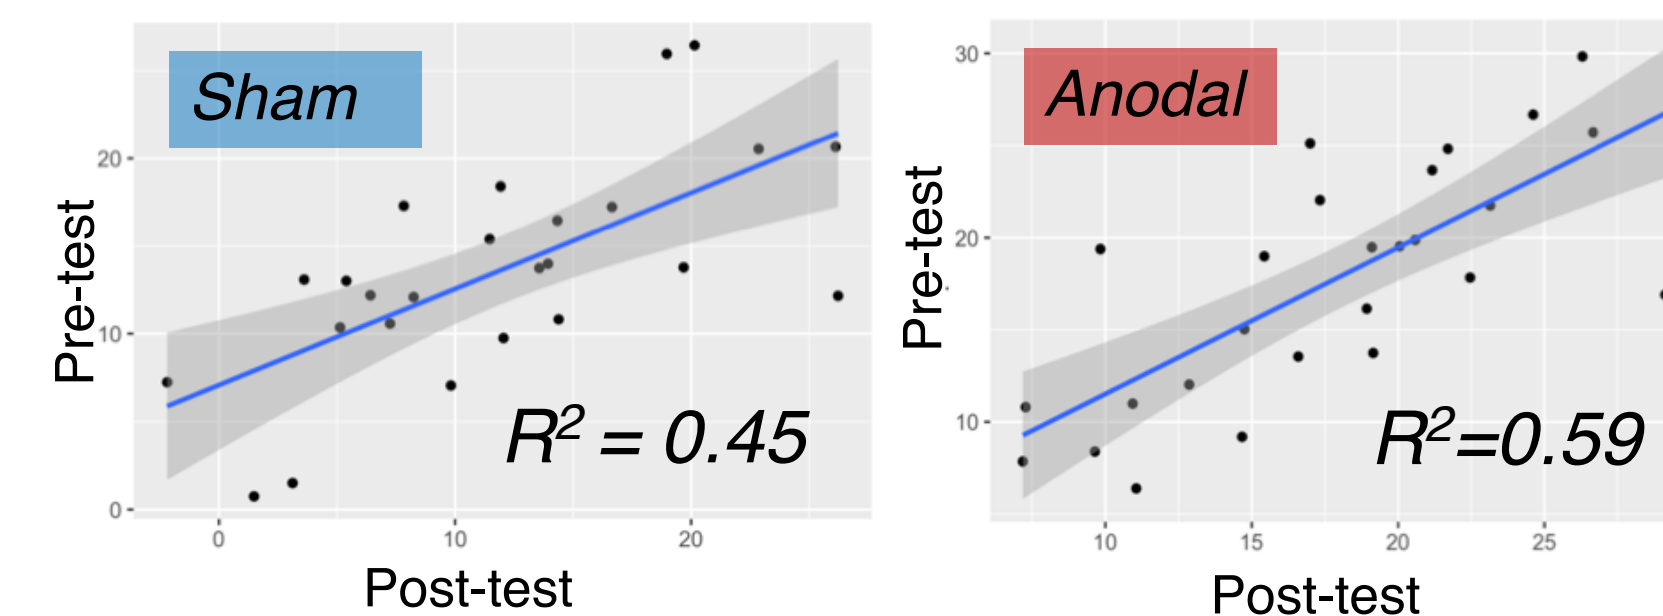 Sham
Pre-test
20
10
0
R² = 0.45
0 10 20
Post-test
Anodal
Pre-test
30
20
10
R²=0.59
10 15 20 25
Post-test